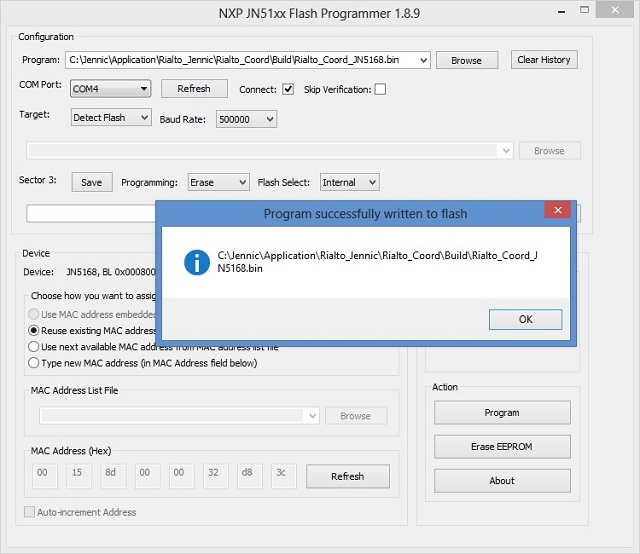 NXP JN51xx Flash Programmer 1.8.9
Configuration
Program: C:\Jennic\Application\Rialto_Jennic\Rialto_Coord\Build\Rialto_Coord_JN5168.bin Browse Clear History
COM Port: COM4 Refresh Connect: Skip Verification:
Target: Detect Flash Baud Rate: 500000
Browse
Sector 3: Save Programming: Erase Flash Select: Internal
Program successfully written to flash
C:\Jennic\Application\Rialto_Jennic\Rialto_Coord\Build\Rialto_Coord_J
N5168.bin
OK
Device
Device: JN5168, BL 0x000800
Choose how you want to assig
Use MAC address embedded
Reuse existing MAC address
Use next available MAC address from MAC address list file
Type new MAC address (in MAC Address field below)
MAC Address List File
Browse
MAC Address (Hex)
00 15 8d 00 00 32 d8 3c Refresh
Auto-increment Address
Action
Program
Erase EEPROM
About